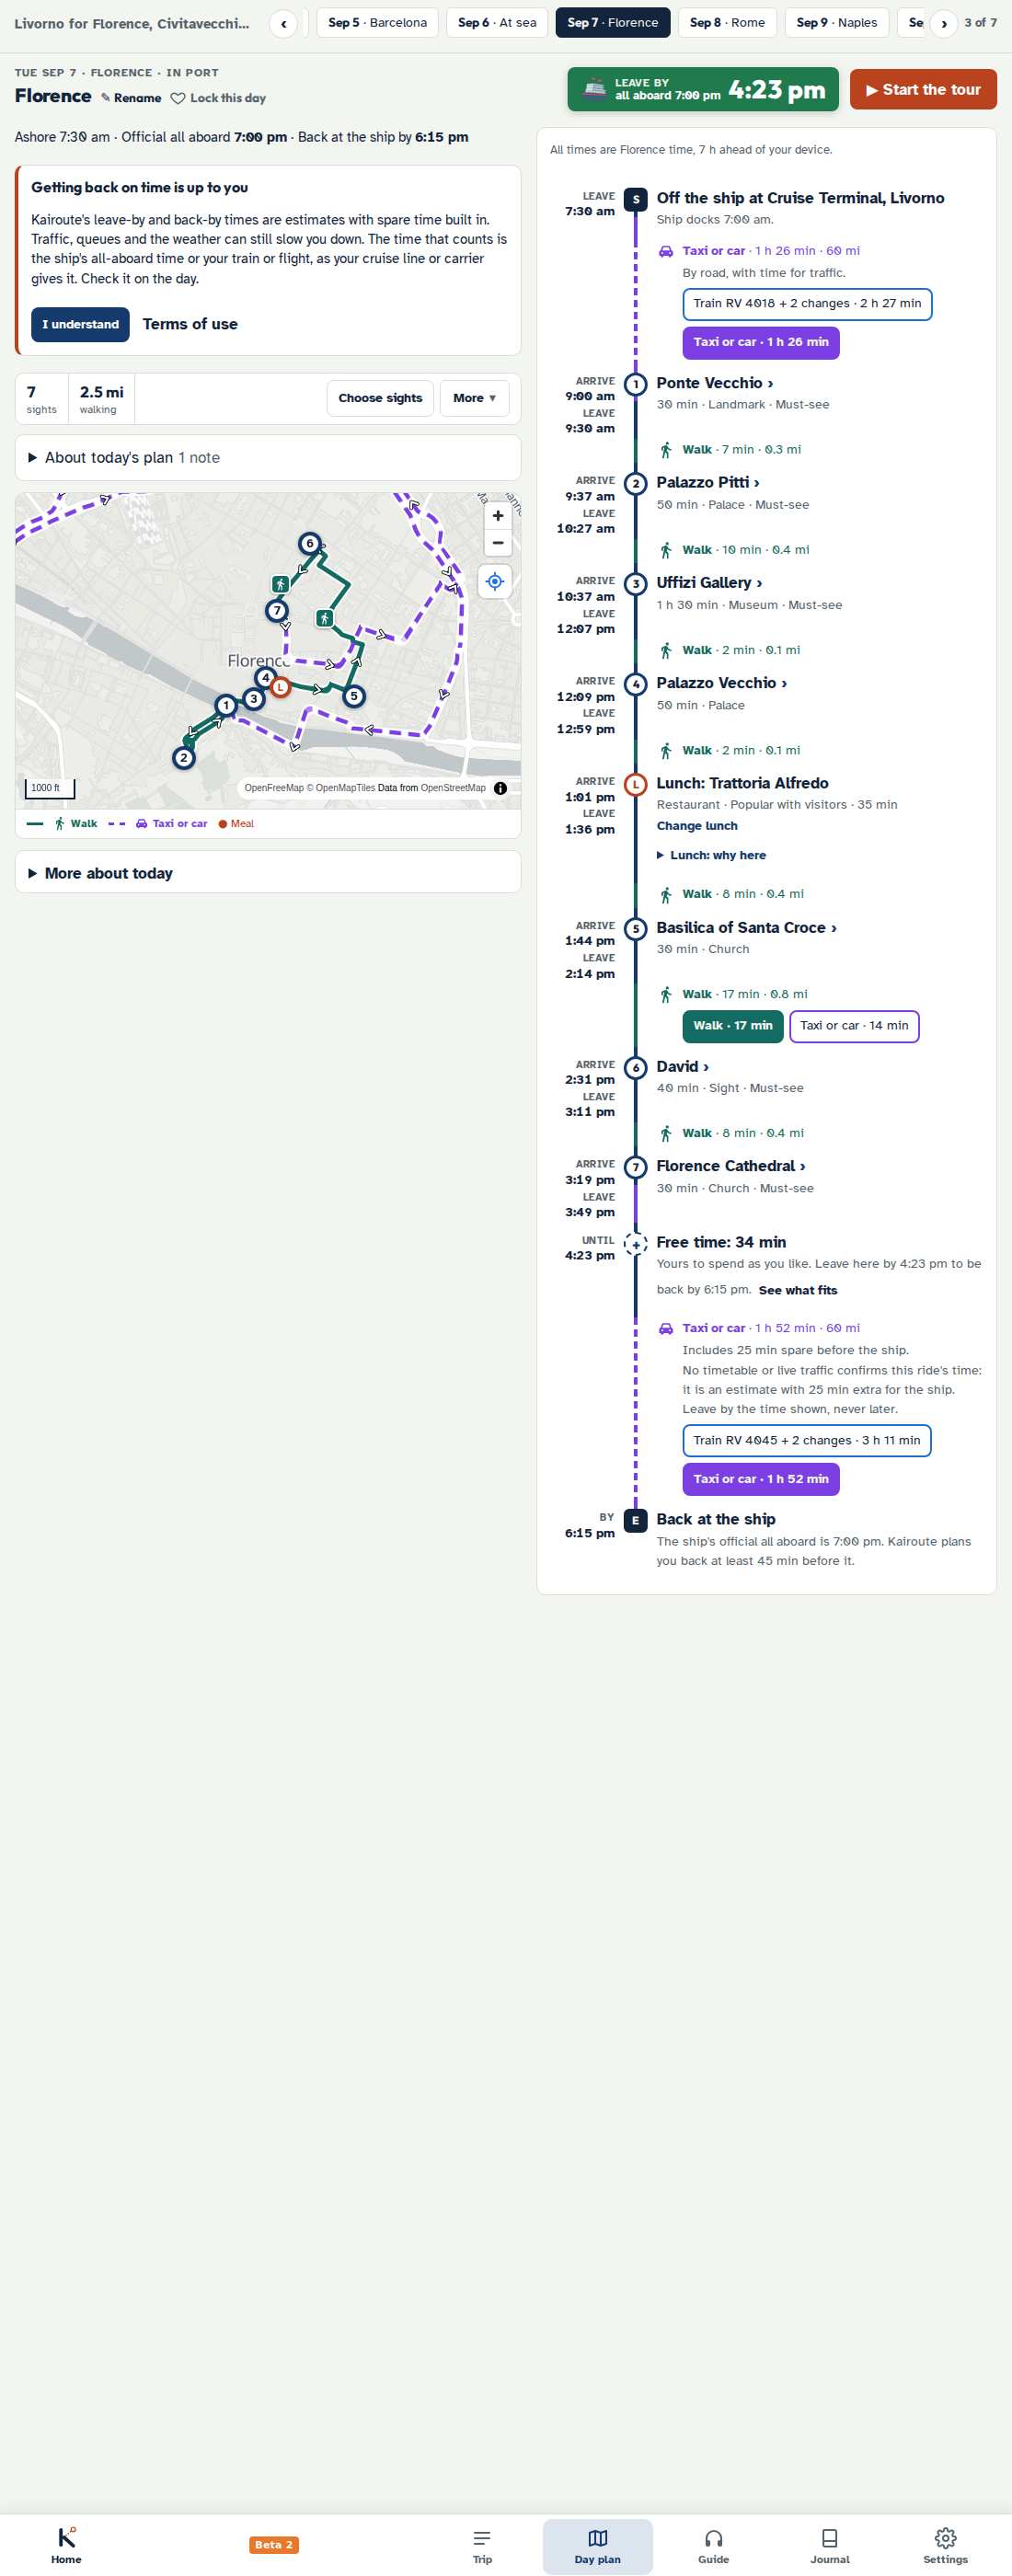 Livorno for Florence, Civitavecchi...
‹
Sep 5 · Barcelona
Sep 6 · At sea
Sep 7 · Florence
Sep 8 · Rome
Sep 9 · Naples
Se
›
3 of 7
TUE SEP 7 · FLORENCE · IN PORT
Florence ✎ Rename ♡ Lock this day
LEAVE BY
all aboard 7:00 pm
4:23 pm
▶ Start the tour
Ashore 7:30 am · Official all aboard 7:00 pm · Back at the ship by 6:15 pm
Getting back on time is up to you
Kairoute's leave-by and back-by times are estimates with spare time built in.
Traffic, queues and the weather can still slow you down. The time that counts is
the ship's all-aboard time or your train or flight, as your cruise line or carrier
gives it. Check it on the day.
I understand
Terms of use
7
sights
2.5 mi
walking
Choose sights
More ▼
▶ About today's plan 1 note
6
7
Florence
4
L
3
5
1
2
+
−
1000 ft
OpenFreeMap © OpenMapTiles Data from OpenStreetMap
Walk
Taxi or car
Meal
▶ More about today
All times are Florence time, 7 h ahead of your device.
LEAVE
7:30 am
S
Off the ship at Cruise Terminal, Livorno
Ship docks 7:00 am.
Taxi or car · 1 h 26 min · 60 mi
By road, with time for traffic.
Train RV 4018 + 2 changes · 2 h 27 min
Taxi or car · 1 h 26 min
ARRIVE
9:00 am
LEAVE
9:30 am
1
Ponte Vecchio ›
30 min · Landmark · Must-see
Walk · 7 min · 0.3 mi
ARRIVE
9:37 am
LEAVE
10:27 am
2
Palazzo Pitti ›
50 min · Palace · Must-see
Walk · 10 min · 0.4 mi
ARRIVE
10:37 am
LEAVE
12:07 pm
3
Uffizi Gallery ›
1 h 30 min · Museum · Must-see
Walk · 2 min · 0.1 mi
ARRIVE
12:09 pm
LEAVE
12:59 pm
4
Palazzo Vecchio ›
50 min · Palace
Walk · 2 min · 0.1 mi
ARRIVE
1:01 pm
LEAVE
1:36 pm
L
Lunch: Trattoria Alfredo
Restaurant · Popular with visitors · 35 min
Change lunch
▶ Lunch: why here
Walk · 8 min · 0.4 mi
ARRIVE
1:44 pm
LEAVE
2:14 pm
5
Basilica of Santa Croce ›
30 min · Church
Walk · 17 min · 0.8 mi
Walk · 17 min
Taxi or car · 14 min
ARRIVE
2:31 pm
LEAVE
3:11 pm
6
David ›
40 min · Sight · Must-see
Walk · 8 min · 0.4 mi
ARRIVE
3:19 pm
LEAVE
3:49 pm
7
Florence Cathedral ›
30 min · Church · Must-see
UNTIL
4:23 pm
+
Free time: 34 min
Yours to spend as you like. Leave here by 4:23 pm to be
back by 6:15 pm. See what fits
Taxi or car · 1 h 52 min · 60 mi
Includes 25 min spare before the ship.
No timetable or live traffic confirms this ride's time:
it is an estimate with 25 min extra for the ship.
Leave by the time shown, never later.
Train RV 4045 + 2 changes · 3 h 11 min
Taxi or car · 1 h 52 min
BY
6:15 pm
E
Back at the ship
The ship's official all aboard is 7:00 pm. Kairoute plans
you back at least 45 min before it.
Home
Beta 2
Trip
Day plan
Guide
Journal
Settings